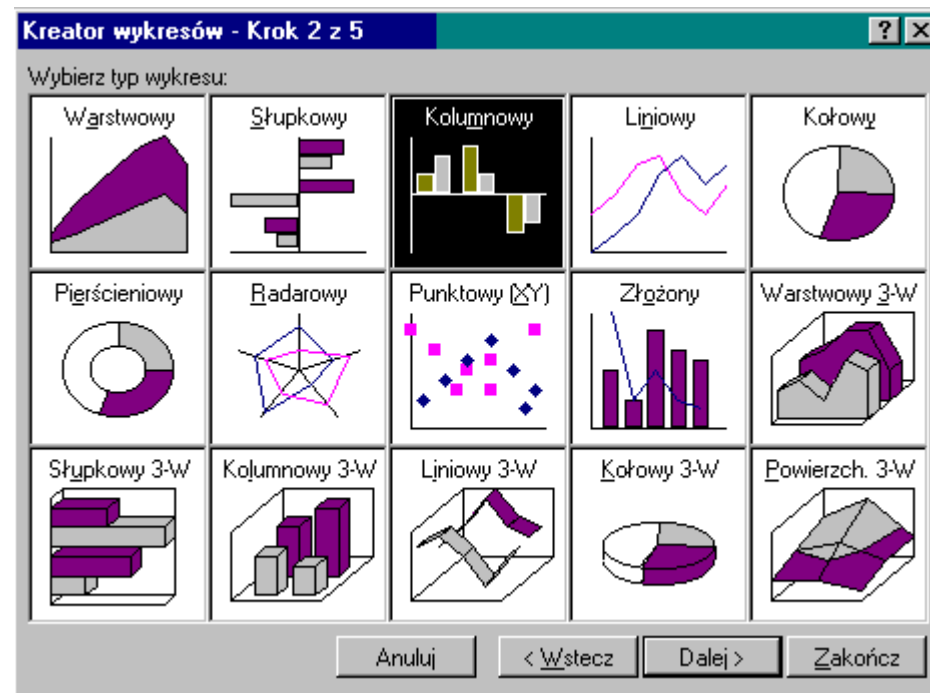 Kreator wykresów - Krok 2 z 5
Wybierz typ wykresu:
Warstwowy
Słupkowy
Kolumnowy
Liniowy
Kołowy
Pierścieniowy
Radarowy
Punktowy (XY)
Złożony
Warstwowy 3-W
Słupkowy 3-W
Kolumnowy 3-W
Liniowy 3-W
Kołowy 3-W
Powierzch. 3-W
Anuluj
< Wstecz
Dalej >
Zakończ